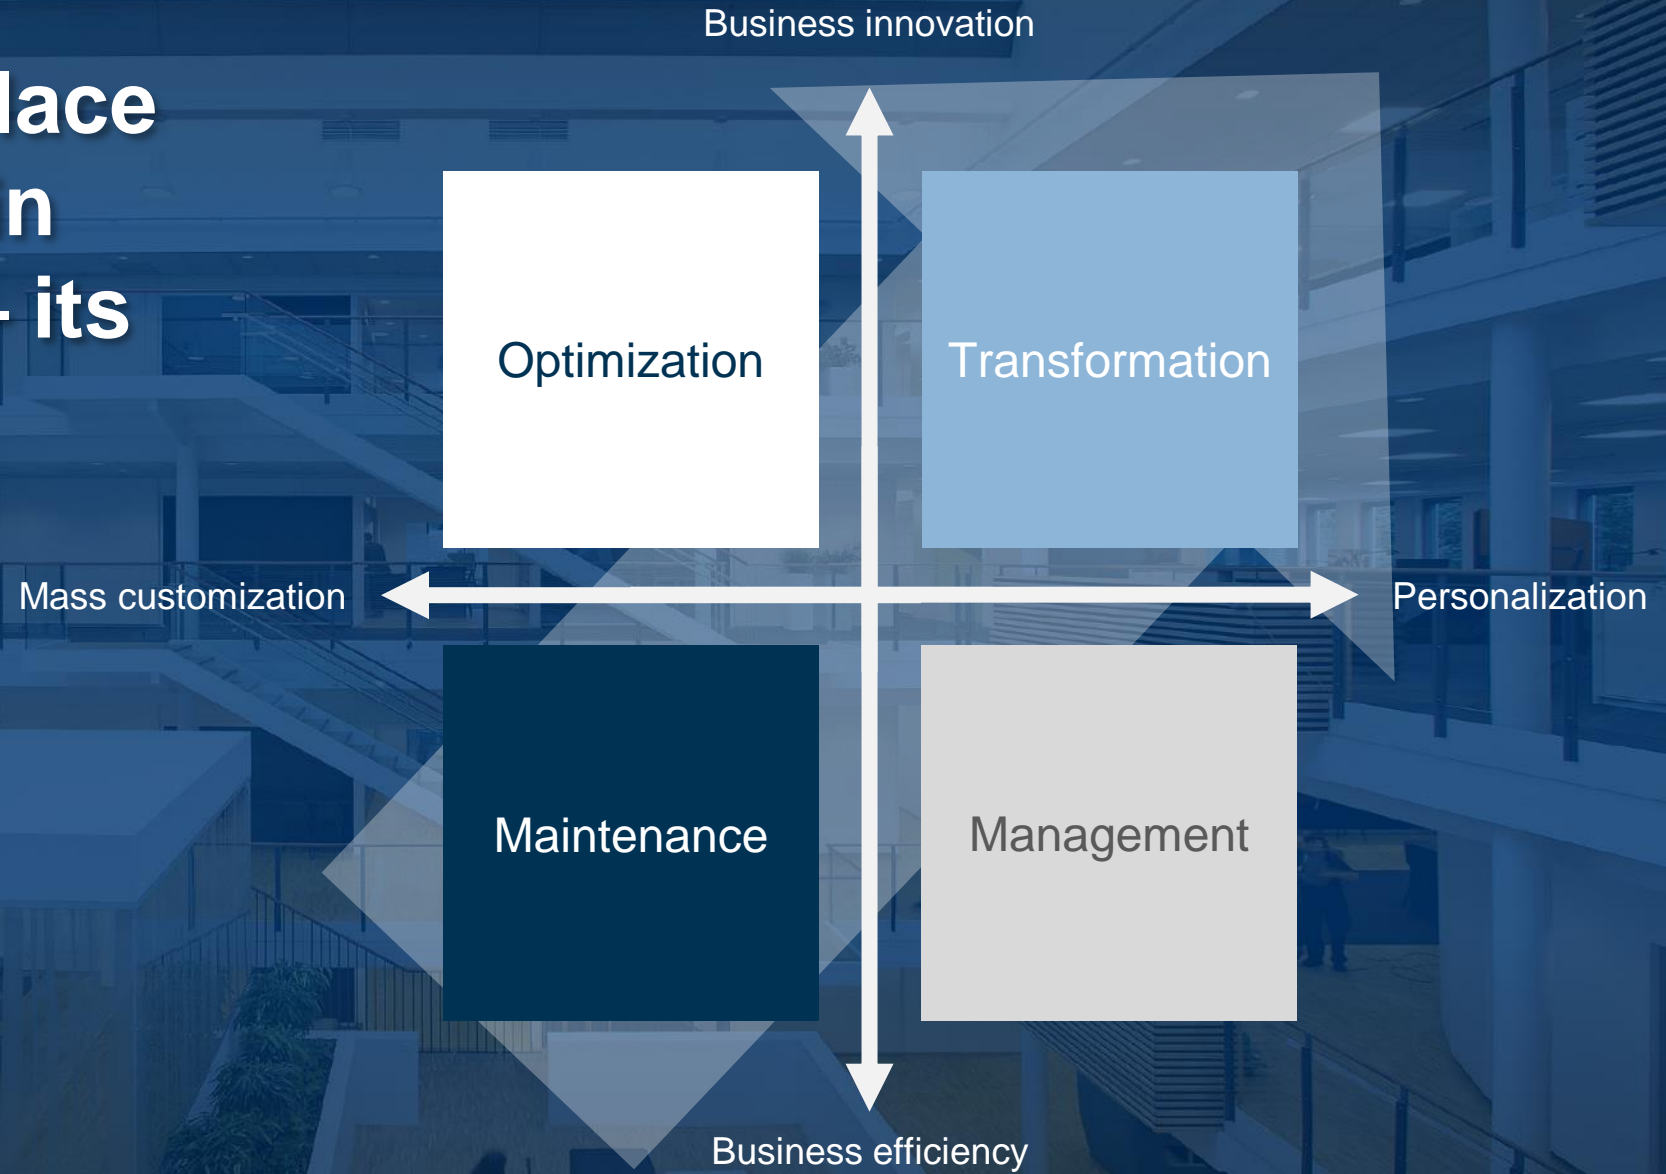 Business innovation
lace
n
- its
Optimization
Transformation
Mass customization
Personalization
Maintenance
Management
Business efficiency